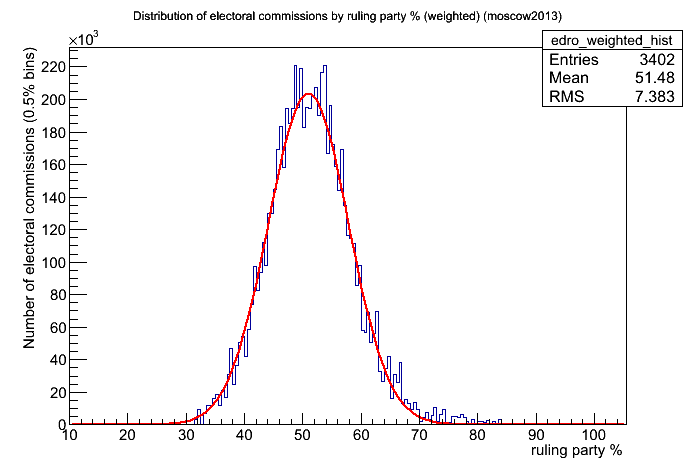 Distribution of electoral commissions by ruling party % (weighted) (moscow2013)
×10³
edro_weighted_hist
Entries 3402
Mean 51.48
RMS 7.383
Number of electoral commissions (0.5% bins)
220
200
180
160
140
120
100
80
60
40
20
0
10 20 30 40 50 60 70 80 90 100
ruling party %